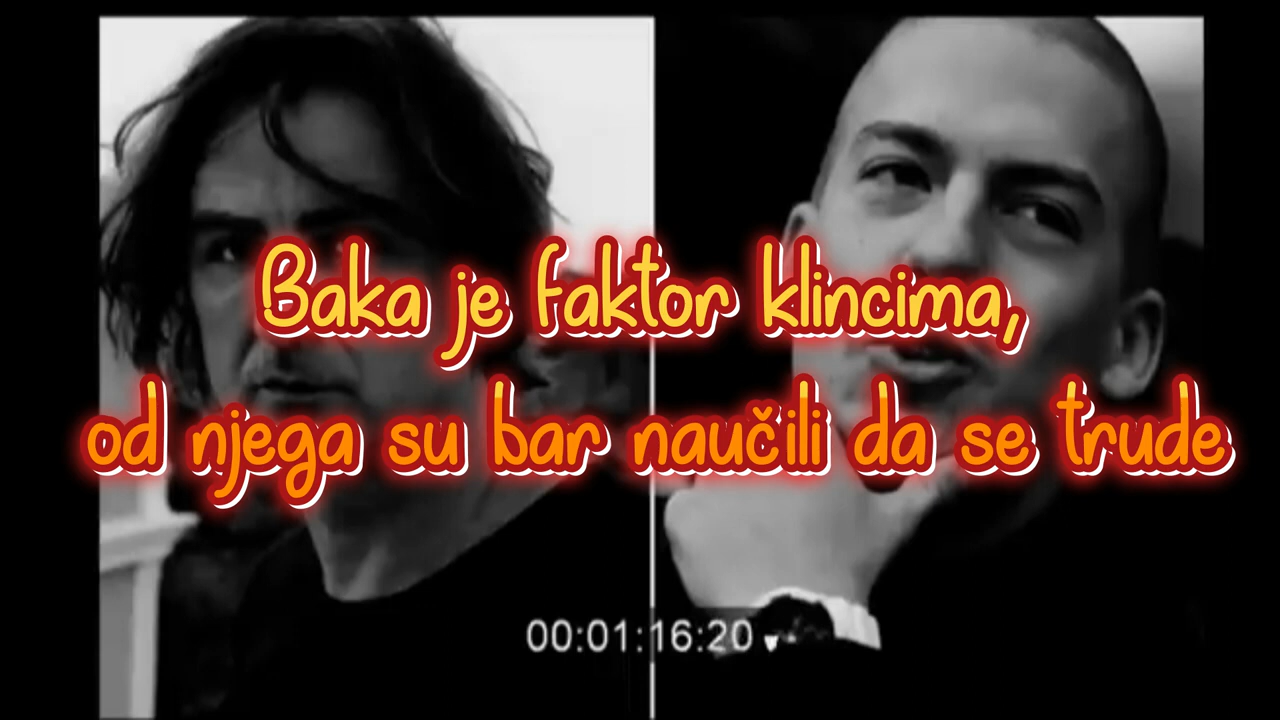 Baka je faktor klincima,
od njega su bar naučili da se trude
00:01:16:20